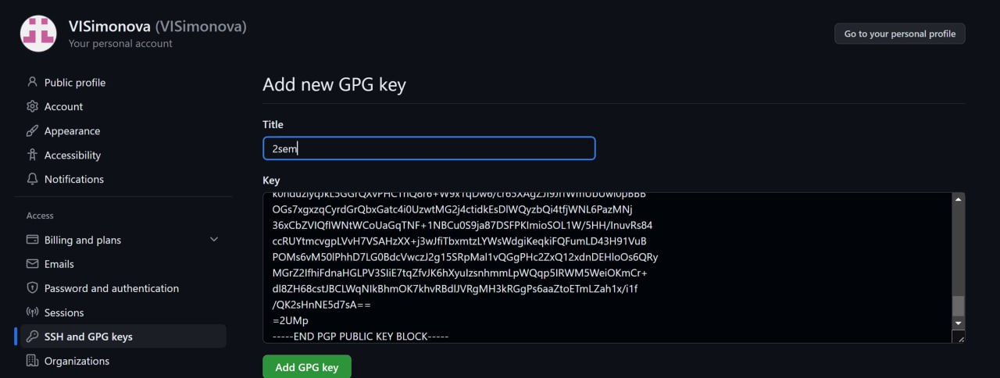 VISimonova (VISimonova)
Your personal account
Go to your personal profile
Public profile
Account
Appearance
Accessibility
Notifications
Access
Billing and plans
Emails
Password and authentication
Sessions
SSH and GPG keys
Organizations
Add new GPG key
Title
2sem
Key
OGs7xgxzqCyrdGrQbxGatc4i0UzwtMG2j4ctidkEsDlWQyzbQi4tfjWNL6PazMNj
36xCbZVIQflWNtWCoUaGqTNF+1NBCu0S9ja87DSFPKImioSOL1W/5HH/InuvRs84
ccRUYtmcvgpLVvH7VSAHzXX+j3wJfiTbxmtzLYWsWdgiKeqkiFQFumLD43H91VuB
POMs6vM50lPhhD7LG0BdcVwczJ2g15SRpMal1vQGgPHc2ZxQ12xdnDEHloOs6QRy
MGrZ2IfhiFdnaHGLPV3SliE7tqZfvJK6hXyuIzsnhmmLpWQqp5IRWM5WeiOKmCr+
dl8ZH68cstJBCLWqNIkBhmOK7khvRBdlJVRgMH3kRGgPs6aaZtoETmLZah1x/i1f
/QK2sHnNE5d7sA==
=2UMp
-----END PGP PUBLIC KEY BLOCK-----
Add GPG key